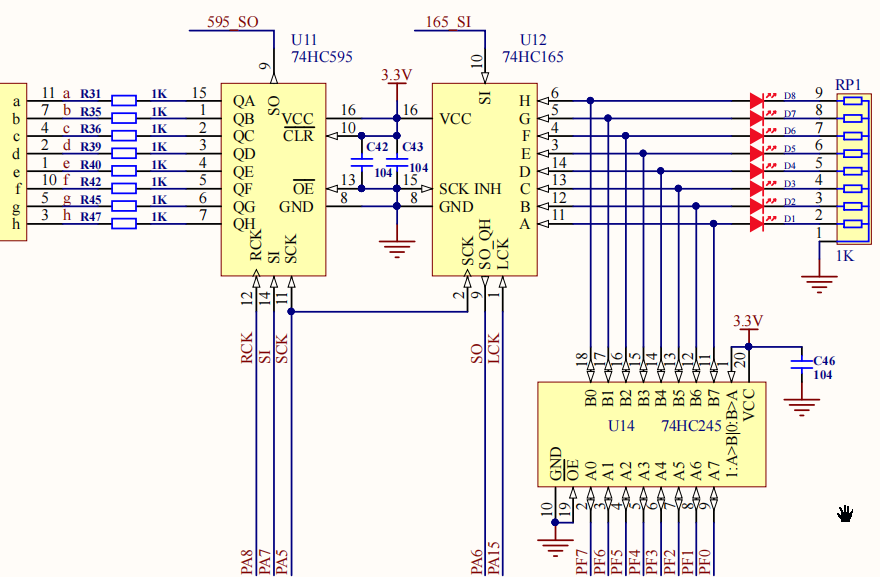 595_SO
165_SI
U11
74HC595
U12
74HC165
RP1
3.3V
a 11 a R31 1K 15 QA
b 7 b R35 1K 1 QB
c 4 c R36 1K 2 QC
d 2 d R39 1K 3 QD
e 1 e R40 1K 4 QE
f 10 f R42 1K 5 QF
g 5 g R45 1K 6 QG
h 3 h R47 1K 7 QH
9 SO
VCC 16
CLR 10
OE 13
GND 8
RCK SI SCK
12 14 11
C42
104
C43
104
10 SI
16 VCC
15 SCK INH
8 GND
SCK SO_QH LCK
2 9 1
H 6 D8 9
G 5 D7 8
F 4 D6 7
E 3 D5 6
D 14 D4 5
C 13 D3 4
B 12 D2 3
A 11 D1 2
1
1K
RCK SI SCK
SO LCK
3.3V
C46
104
18 17 16 15 14 13 12 11 1 20
B0 B1 B2 B3 B4 B5 B6 B7 1:A>B|0:B>A VCC
U14 74HC245
GND OE A0 A1 A2 A3 A4 A5 A6 A7
10 19 2 3 4 5 6 7 8 9
PA8 PA7 PA5
PA6 PA15
PF7 PF6 PF5 PF4 PF3 PF2 PF1 PF0